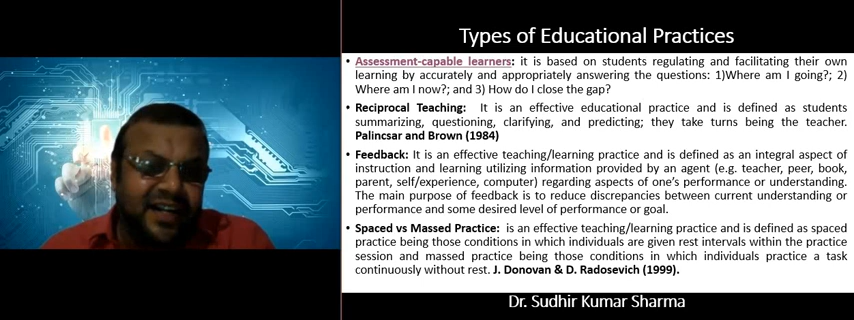 Types of Educational Practices
• Assessment-capable learners: it is based on students regulating and facilitating their own
learning by accurately and appropriately answering the questions: 1)Where am I going?; 2)
Where am I now?; and 3) How do I close the gap?
• Reciprocal Teaching: It is an effective educational practice and is defined as students
summarizing, questioning, clarifying, and predicting; they take turns being the teacher.
Palincsar and Brown (1984)
• Feedback: It is an effective teaching/learning practice and is defined as an integral aspect of
instruction and learning utilizing information provided by an agent (e.g. teacher, peer, book,
parent, self/experience, computer) regarding aspects of one's performance or understanding.
The main purpose of feedback is to reduce discrepancies between current understanding or
performance and some desired level of performance or goal.
• Spaced vs Massed Practice: is an effective teaching/learning practice and is defined as spaced
practice being those conditions in which individuals are given rest intervals within the practice
session and massed practice being those conditions in which individuals practice a task
continuously without rest. J. Donovan & D. Radosevich (1999).
Dr. Sudhir Kumar Sharma